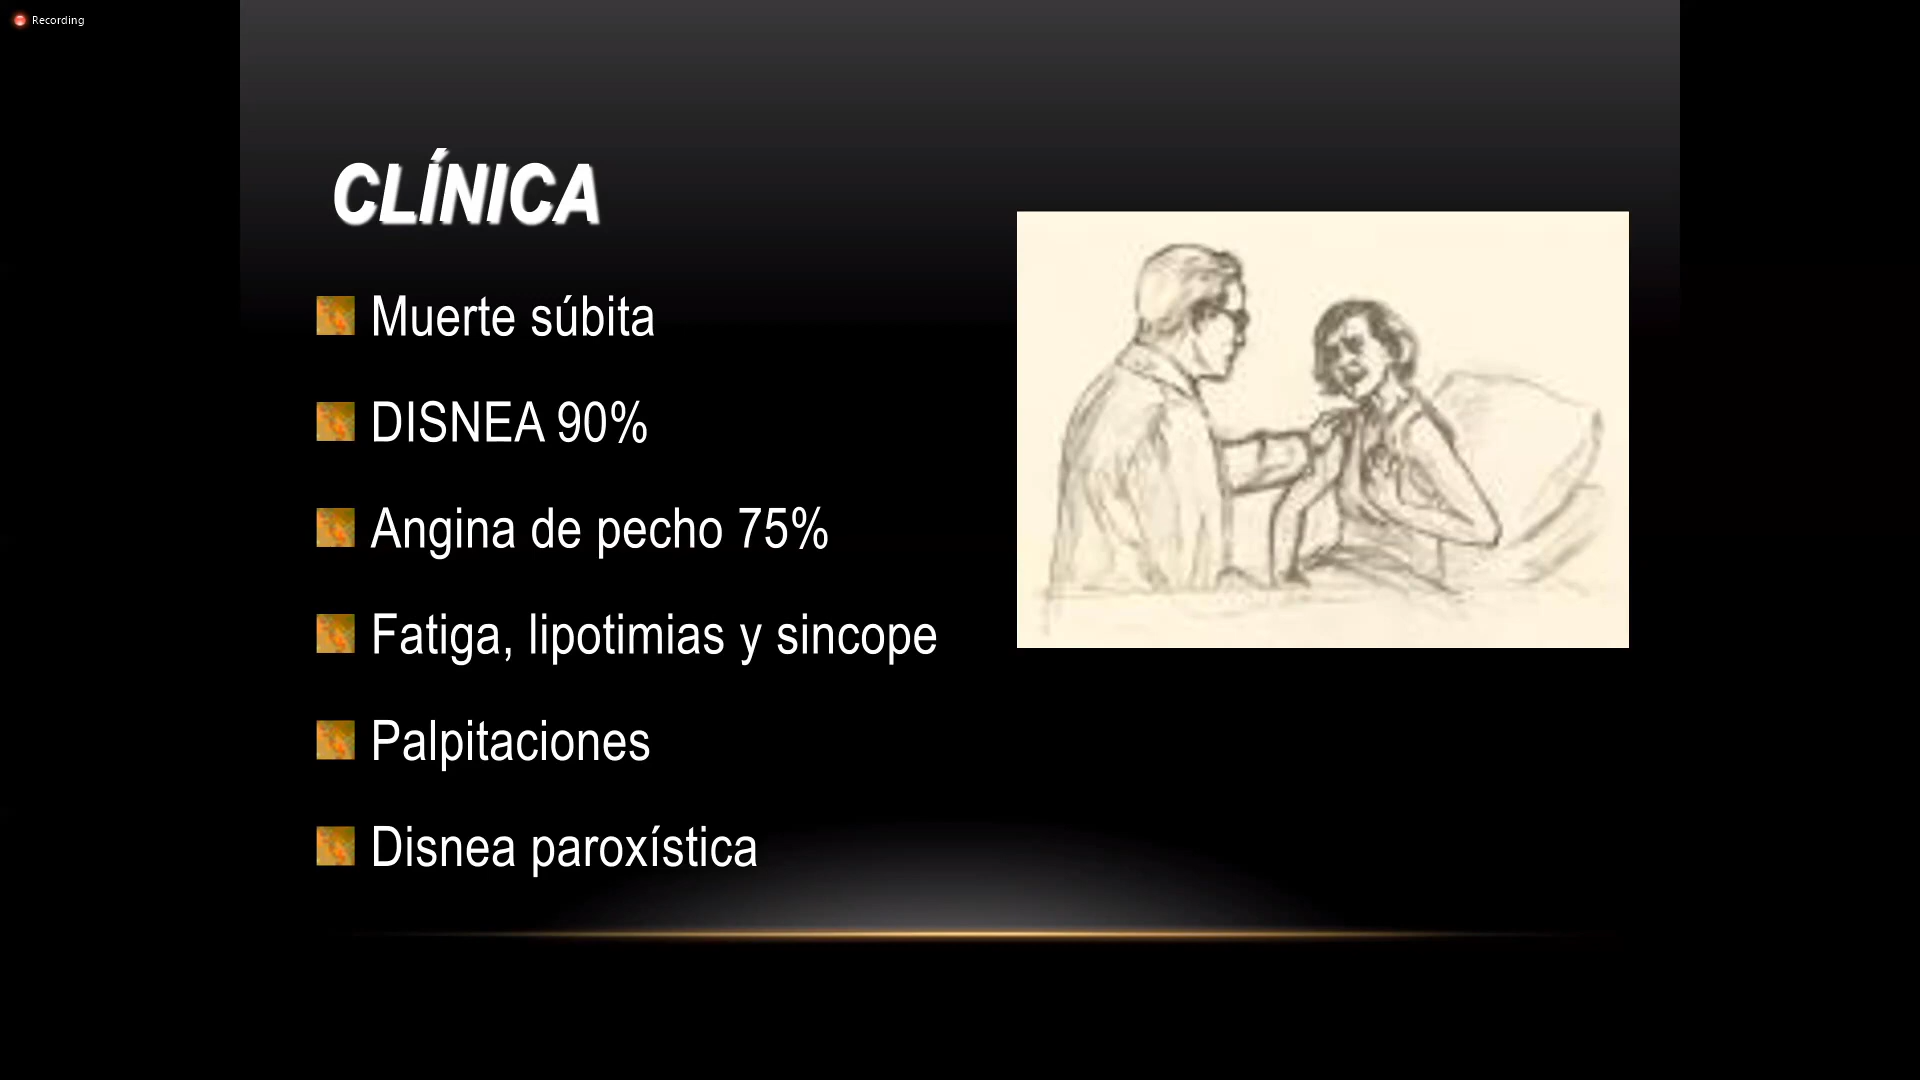 Recording
CLÍNICA
Muerte súbita
DISNEA 90%
Angina de pecho 75%
Fatiga, lipotimias y sincope
Palpitaciones
Disnea paroxística